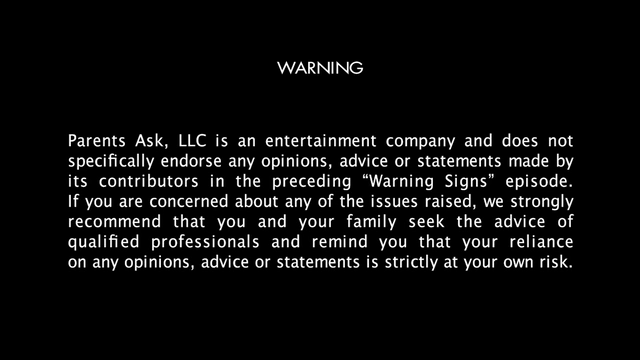 WARNING
Parents Ask, LLC is an entertainment company and does not
specifically endorse any opinions, advice or statements made by
its contributors in the preceding “Warning Signs” episode.
If you are concerned about any of the issues raised, we strongly
recommend that you and your family seek the advice of
qualified professionals and remind you that your reliance
on any opinions, advice or statements is strictly at your own risk.